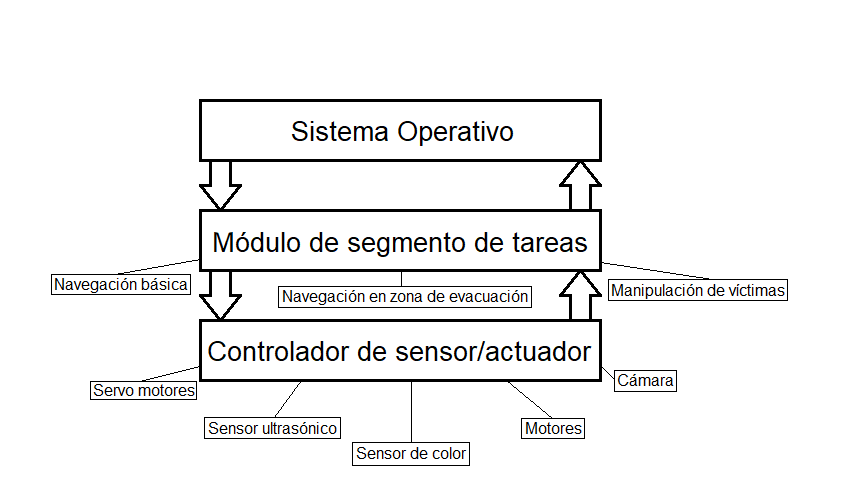 Sistema Operativo
Módulo de segmento de tareas
Navegación básica
Navegación en zona de evacuación
Manipulación de víctimas
Controlador de sensor/actuador
Servo motores
Sensor ultrasónico
Sensor de color
Motores
Cámara